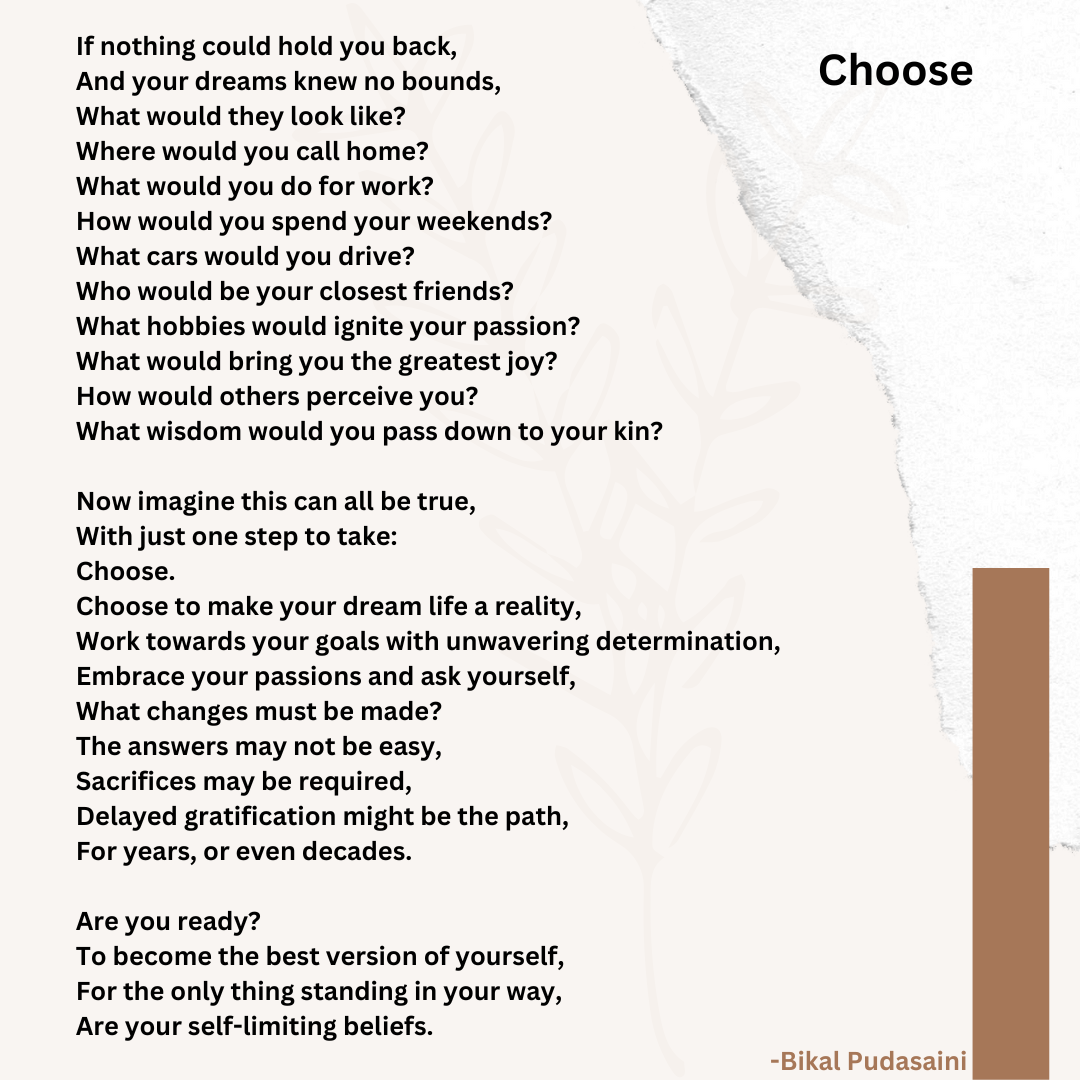 Choose
If nothing could hold you back,
And your dreams knew no bounds,
What would they look like?
Where would you call home?
What would you do for work?
How would you spend your weekends?
What cars would you drive?
Who would be your closest friends?
What hobbies would ignite your passion?
What would bring you the greatest joy?
How would others perceive you?
What wisdom would you pass down to your kin?

Now imagine this can all be true,
With just one step to take:
Choose.
Choose to make your dream life a reality,
Work towards your goals with unwavering determination,
Embrace your passions and ask yourself,
What changes must be made?
The answers may not be easy,
Sacrifices may be required,
Delayed gratification might be the path,
For years, or even decades.

Are you ready?
To become the best version of yourself,
For the only thing standing in your way,
Are your self-limiting beliefs.
-Bikal Pudasaini